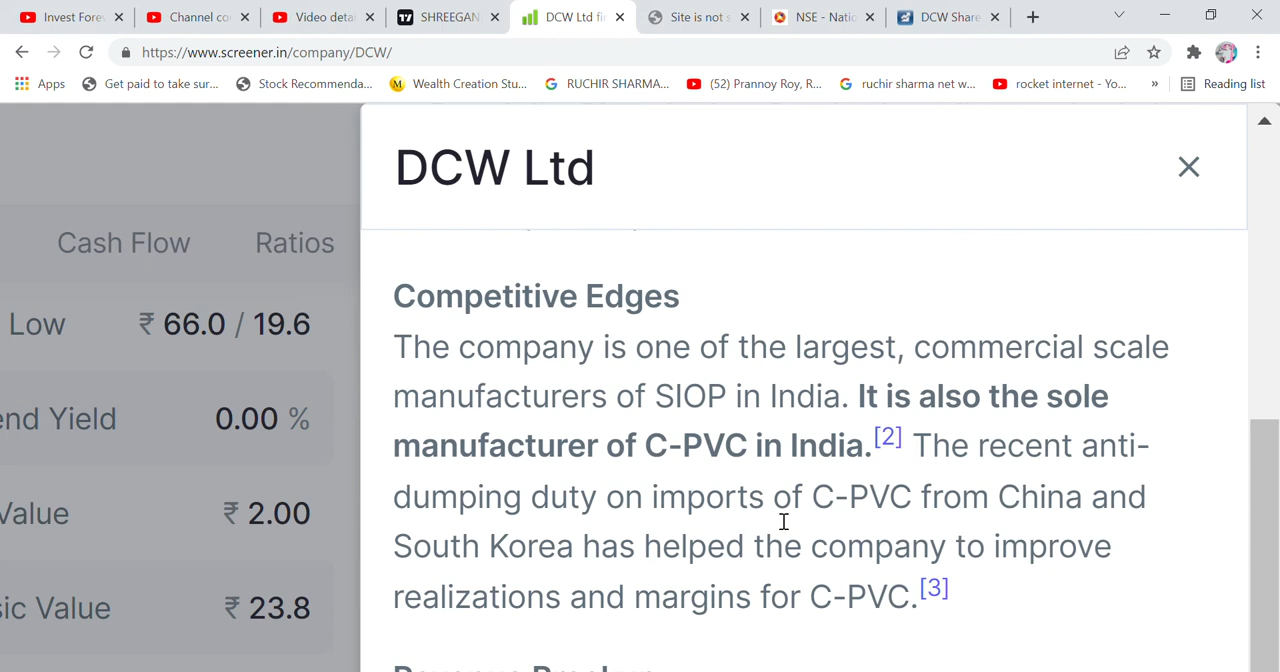 Invest Fore
Channel co
Video detai
SHREEGAN
DCW Ltd fi
Site is not s
NSE - Natio
DCW Share
https://www.screener.in/company/DCW/
Apps
Get paid to take sur...
Stock Recommenda...
Wealth Creation Stu...
RUCHIR SHARMA...
(52) Prannoy Roy, R...
ruchir sharma net w...
rocket internet - Yo...
»
Reading list
DCW Ltd
Cash Flow Ratios
Low ₹ 66.0 / 19.6
end Yield 0.00 %
Value ₹ 2.00
sic Value ₹ 23.8
Competitive Edges
The company is one of the largest, commercial scale
manufacturers of SIOP in India. It is also the sole
manufacturer of C-PVC in India.[2] The recent anti-
dumping duty on imports of C-PVC from China and
South Korea has helped the company to improve
realizations and margins for C-PVC.[3]